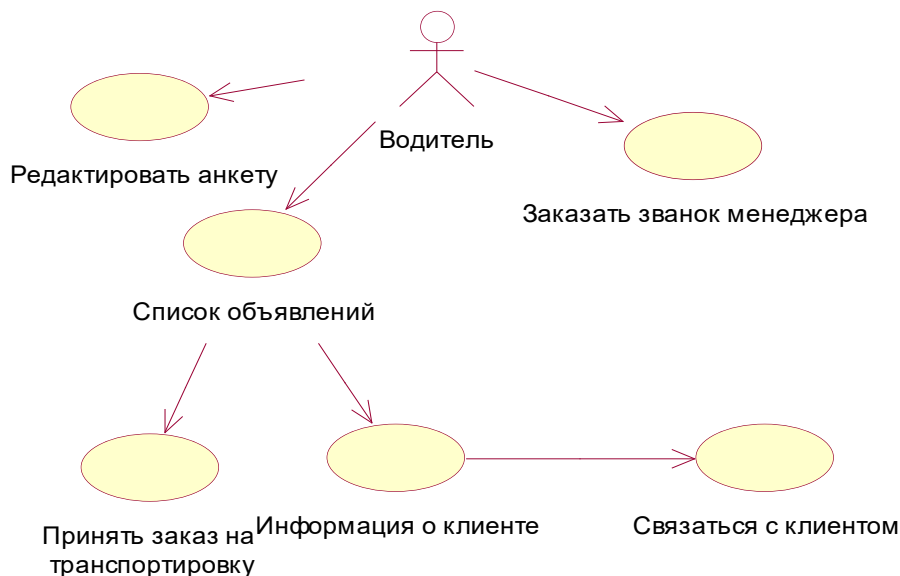 Водитель
Редактировать анкету
Заказать званок менеджера
Список объявлений
Принять заказ на
транспортировку
Информация о клиенте
Связаться с клиентом